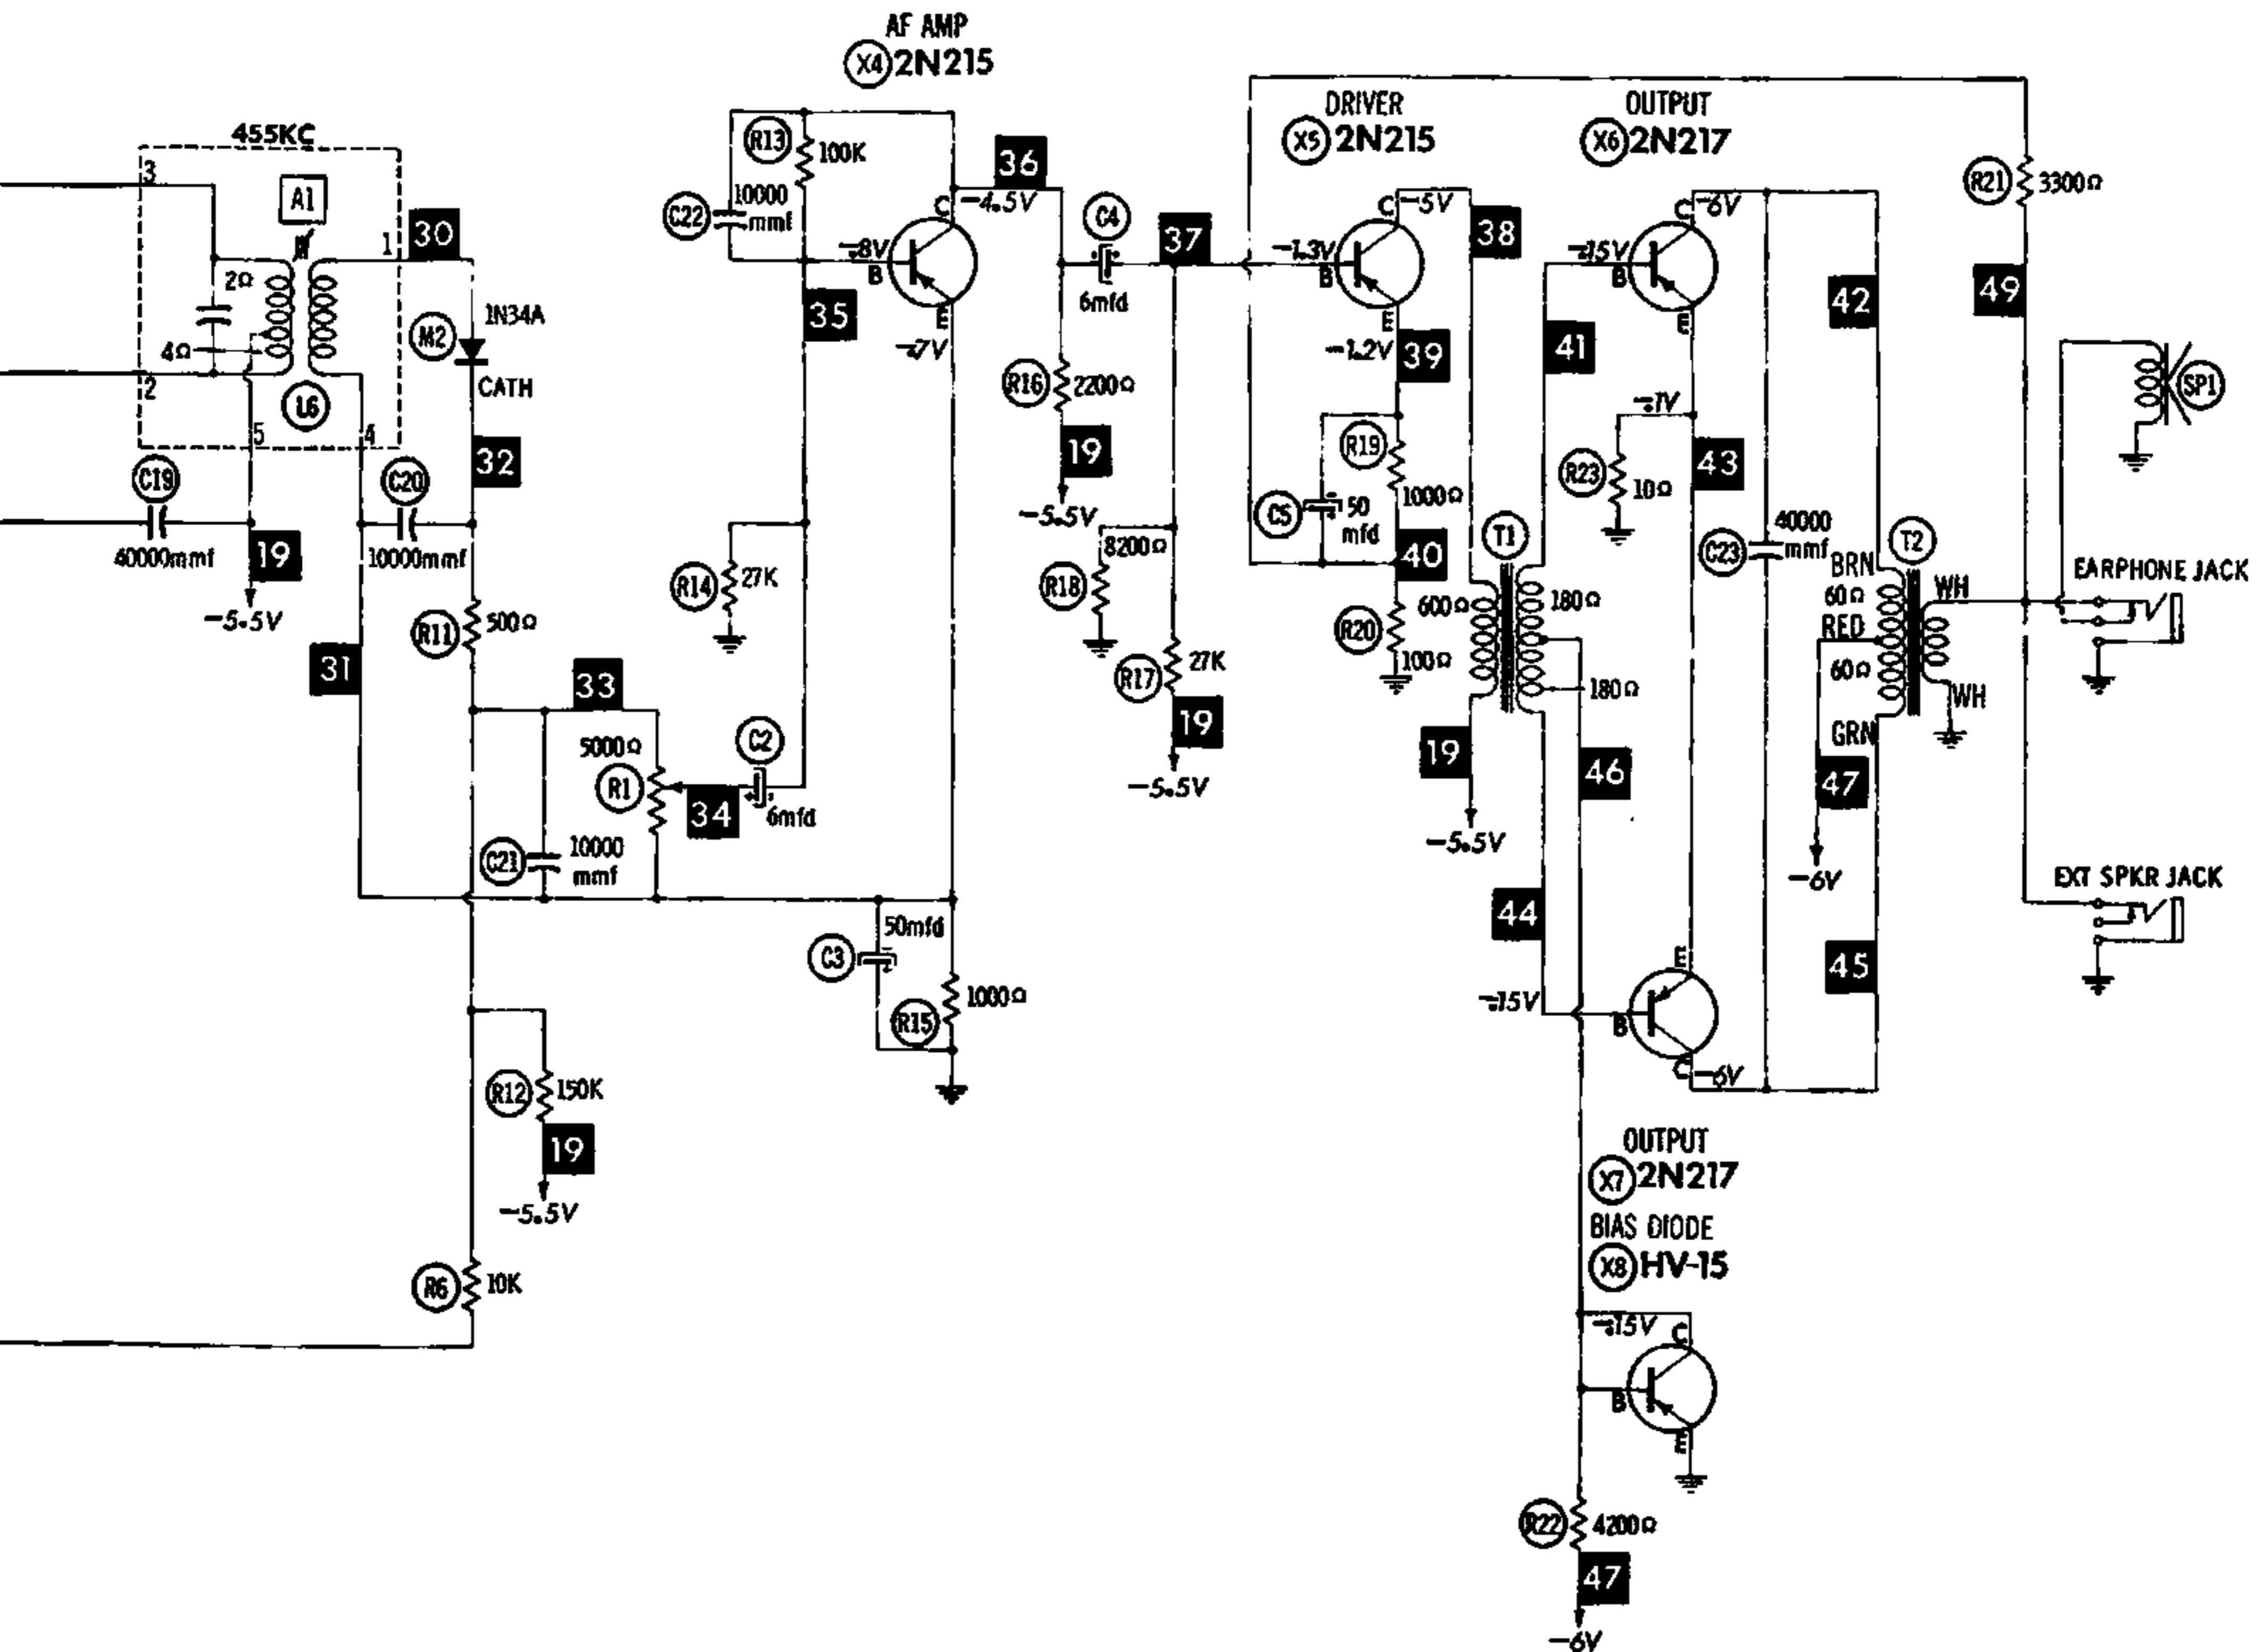 AF AMP
X4 2N215
455KC
3
A1
2Ω
4Ω
2
L6
5
4
1
30
M2
1N34A
CATH
32
C19
40000mmf
19
-5.5V
C20
10000mmf
R11
500Ω
31
33
5000Ω
R1
34
C2
6mfd
C21
10000
mmf
R12
150K
19
-5.5V
R6
10K
R13
100K
C22
10000
mmf
-.8V
B
C
E
-.7V
35
R14
27K
C3
50mfd
R15
1000Ω
36
-4.5V
C4
6mfd
R16
2200Ω
19
-5.5V
37
8200Ω
R18
R17
27K
19
-5.5V
DRIVER
X5 2N215
-1.3V
B
C
-5V
E
-1.2V
38
39
R19
1000Ω
C5
50
mfd
40
R20
100Ω
T1
600Ω
180Ω
180Ω
19
-5.5V
OUTPUT
X6 2N217
-.15V
B
C
-6V
E
41
-.1V
R23
10Ω
43
C23
40000
mmf
42
T2
BRN
60Ω
RED
60Ω
GRN
WH
WH
47
-6V
46
44
45
-.15V
B
E
C
-6V
OUTPUT
X7 2N217
BIAS DIODE
X8 HV-15
-.15V
C
B
E
R22
4200Ω
47
-6V
R21
3300Ω
49
SP1
EARPHONE JACK
EXT SPKR JACK